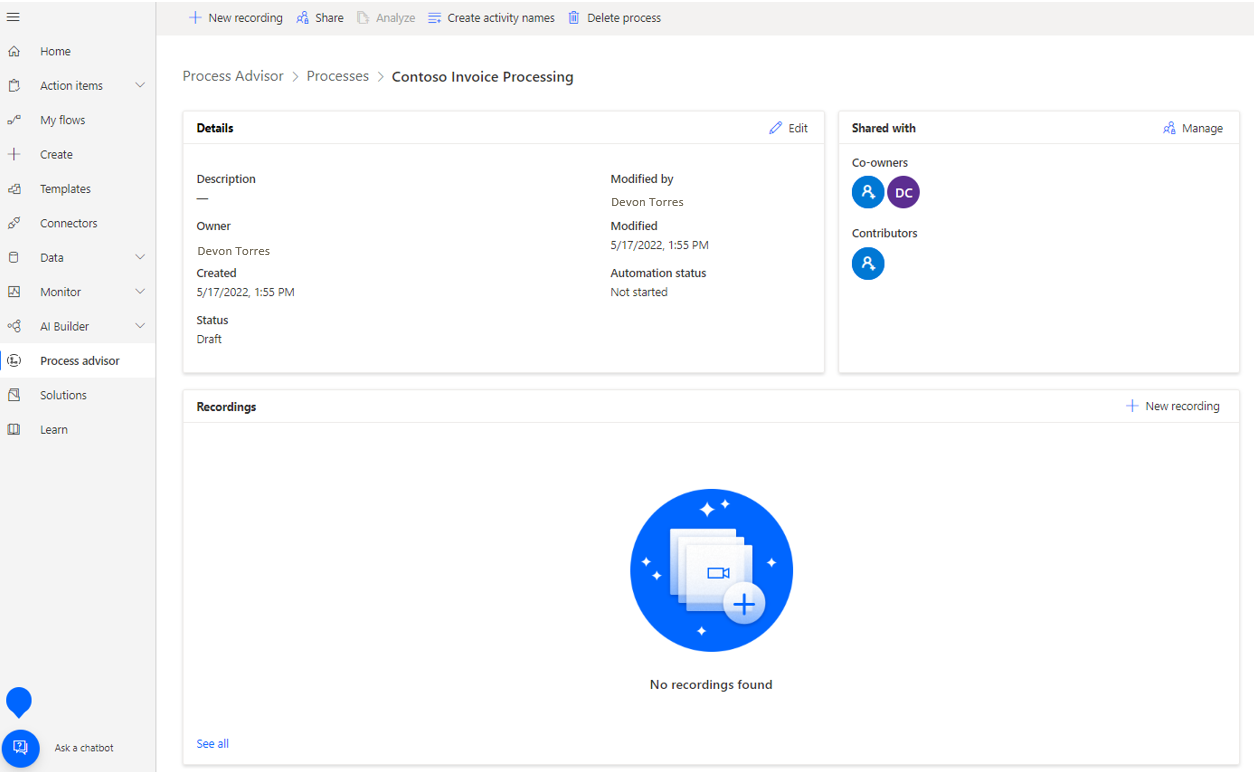 New recording Share Analyze Create activity names Delete process
Home
Action items
My flows
Create
Templates
Connectors
Data
Monitor
AI Builder
Process advisor
Solutions
Learn
Ask a chatbot
Process Advisor > Processes > Contoso Invoice Processing
Details Edit
Description
—
Owner
Devon Torres
Created
5/17/2022, 1:55 PM
Status
Draft
Modified by
Devon Torres
Modified
5/17/2022, 1:55 PM
Automation status
Not started
Shared with Manage
Co-owners
DC
Contributors
Recordings New recording
No recordings found
See all